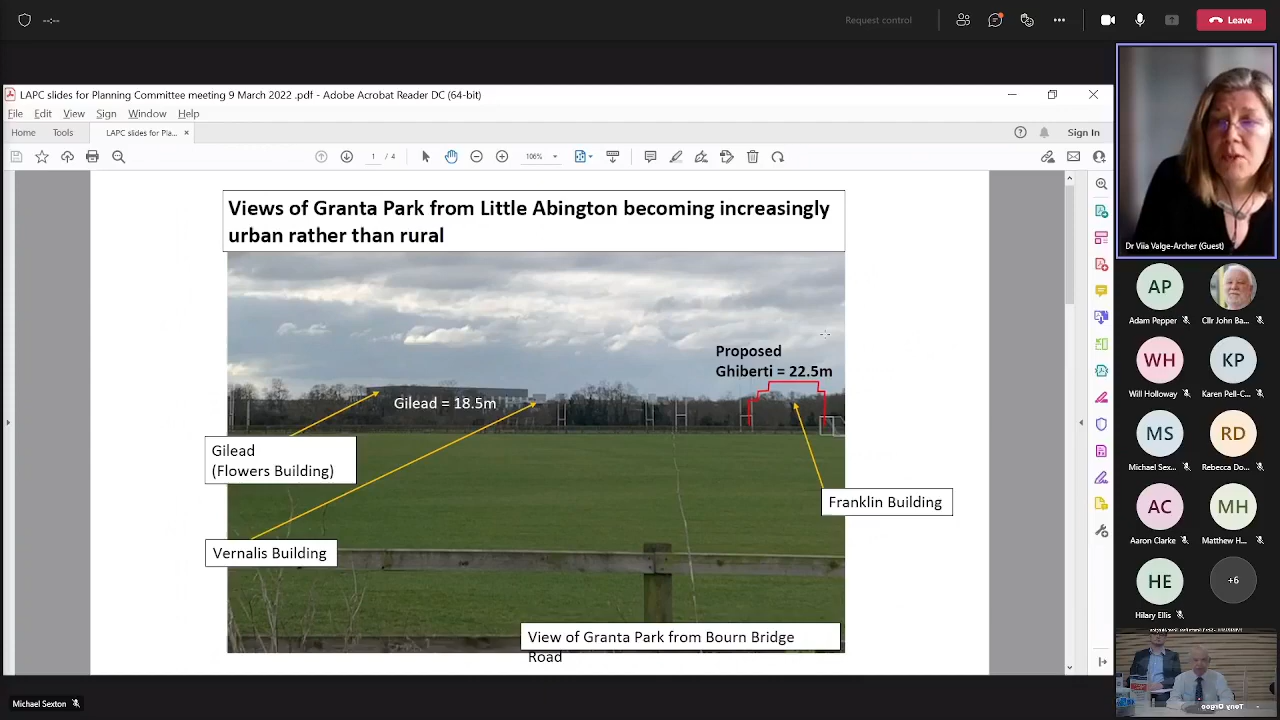 --:--
Request control
Leave
LAPC slides for Planning Committee meeting 9 March 2022 .pdf - Adobe Acrobat Reader DC (64-bit)
File Edit View Sign Window Help
Home Tools LAPC slides for Pla... × Sign In
1 / 4 106%
Views of Granta Park from Little Abington becoming increasingly
urban rather than rural
Proposed
Ghiberti = 22.5m
Gilead = 18.5m
Gilead
(Flowers Building)
Franklin Building
Vernalis Building
View of Granta Park from Bourn Bridge
Road
Dr Viia Valge-Archer (Guest)
AP
Adam Pepper
Cllr John Ba...
WH
Will Holloway
KP
Karen Pell-C...
MS
Michael Sex...
RD
Rebecca Do...
AC
Aaron Clarke
MH
Matthew H...
HE
Hilary Ellis
+6
Tony Orgee
Michael Sexton